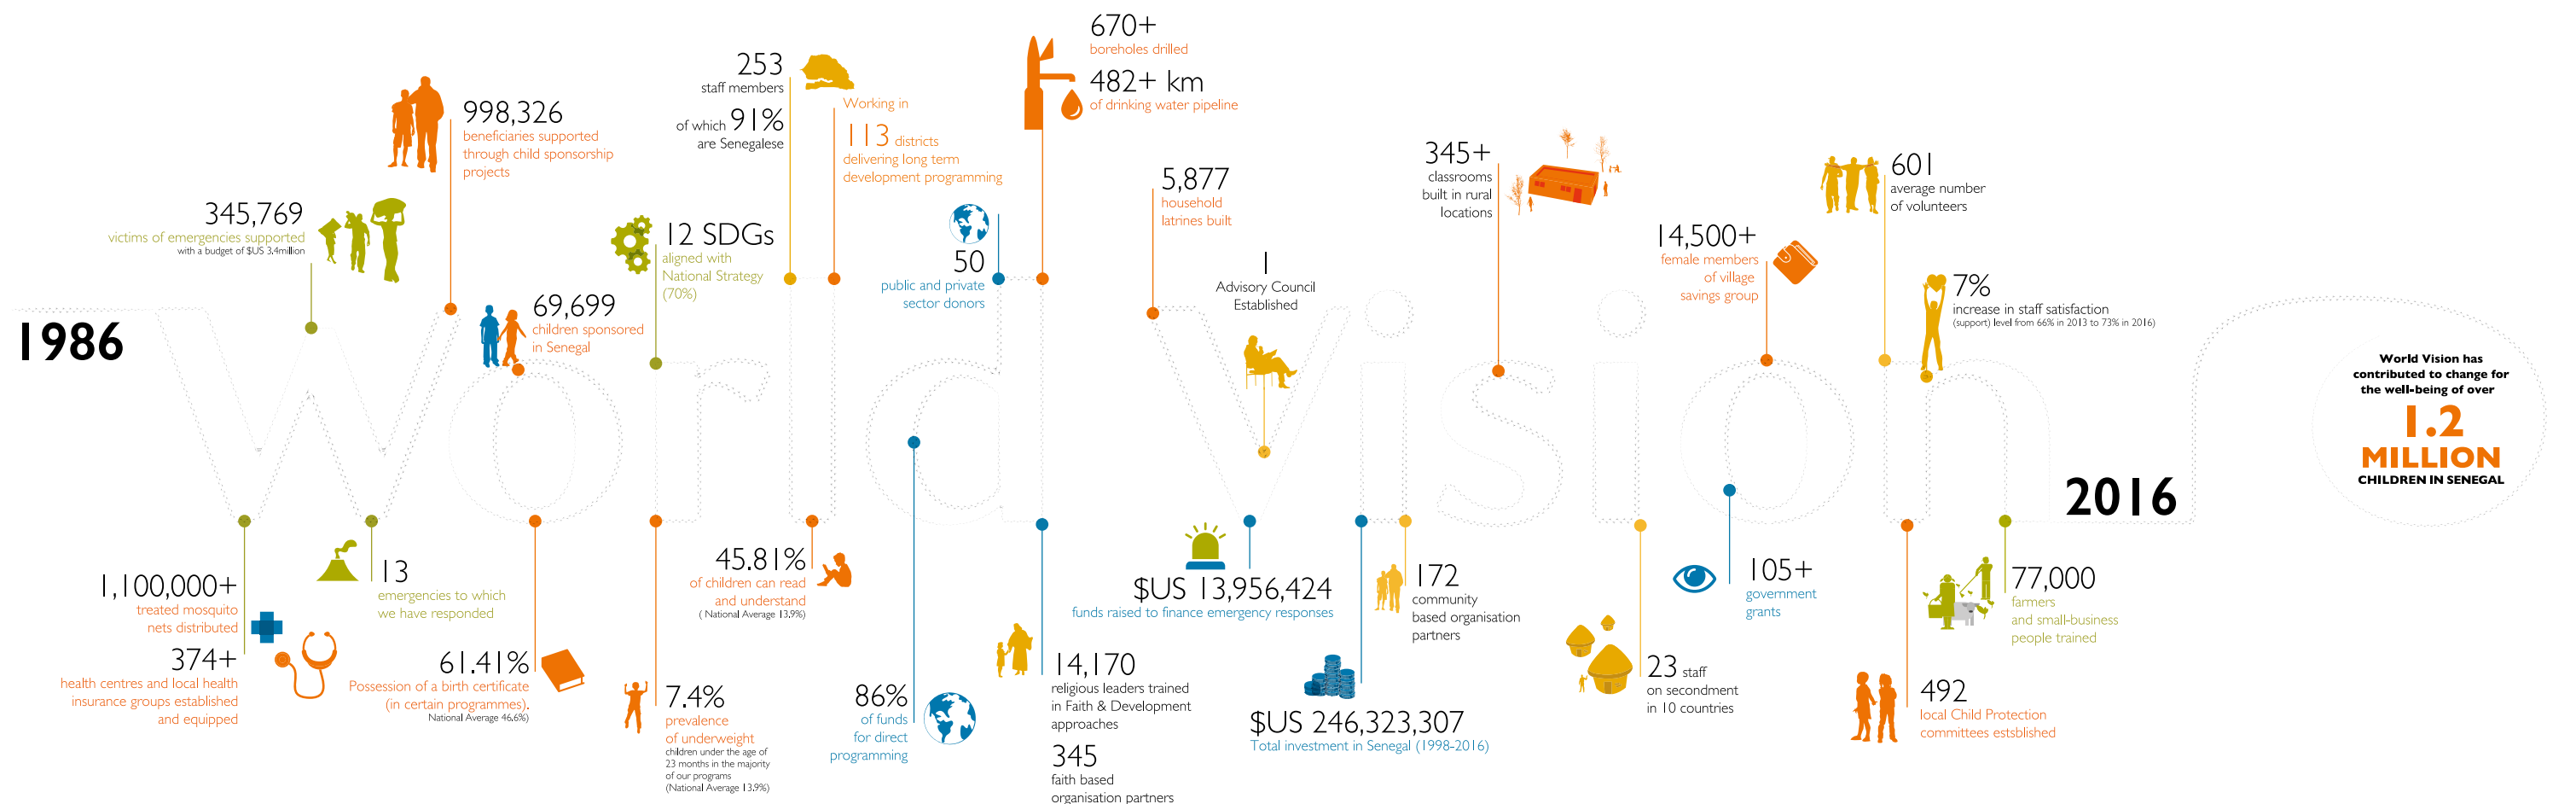 1986
345,769
victims of emergencies supported
with a budget of $US 3.4million
998,326
beneficiaries supported
through child sponsorship
projects
69,699
children sponsored
in Senegal
12 SDGs
aligned with
National Strategy
(70%)
253
staff members
of which 91%
are Senegalese
Working in
113 districts
delivering long term
development programming
50
public and private
sector donors
670+
boreholes drilled
482+ km
of drinking water pipeline
5,877
household
latrines built
1
Advisory Council
Established
345+
classrooms
built in rural
locations
14,500+
female members
of village
savings group
601
average number
of volunteers
7%
increase in staff satisfaction
(support) level from 66% in 2013 to 73% in 2016)
World Vision
1,100,000+
treated mosquito
nets distributed
374+
health centres and local health
insurance groups established
and equipped
13
emergencies to which
we have responded
61.41%
Possession of a birth certificate
(in certain programmes).
National Average 46.6%)
7.4%
prevalence
of underweight
children under the age of
23 months in the majority
of our programs
(National Average 13.9%)
45.81%
of children can read
and understand
( National Average 13.9%)
86%
of funds
for direct
programming
14,170
religious leaders trained
in Faith & Development
approaches
345
faith based
organisation partners
$US 13,956,424
funds raised to finance emergency responses
$US 246,323,307
Total investment in Senegal (1998-2016)
172
community
based organisation
partners
23 staff
on secondment
in 10 countries
105+
government
grants
492
local Child Protection
committees estsblished
77,000
farmers
and small-business
people trained
2016
World Vision has
contributed to change for
the well-being of over
1.2
MILLION
CHILDREN IN SENEGAL